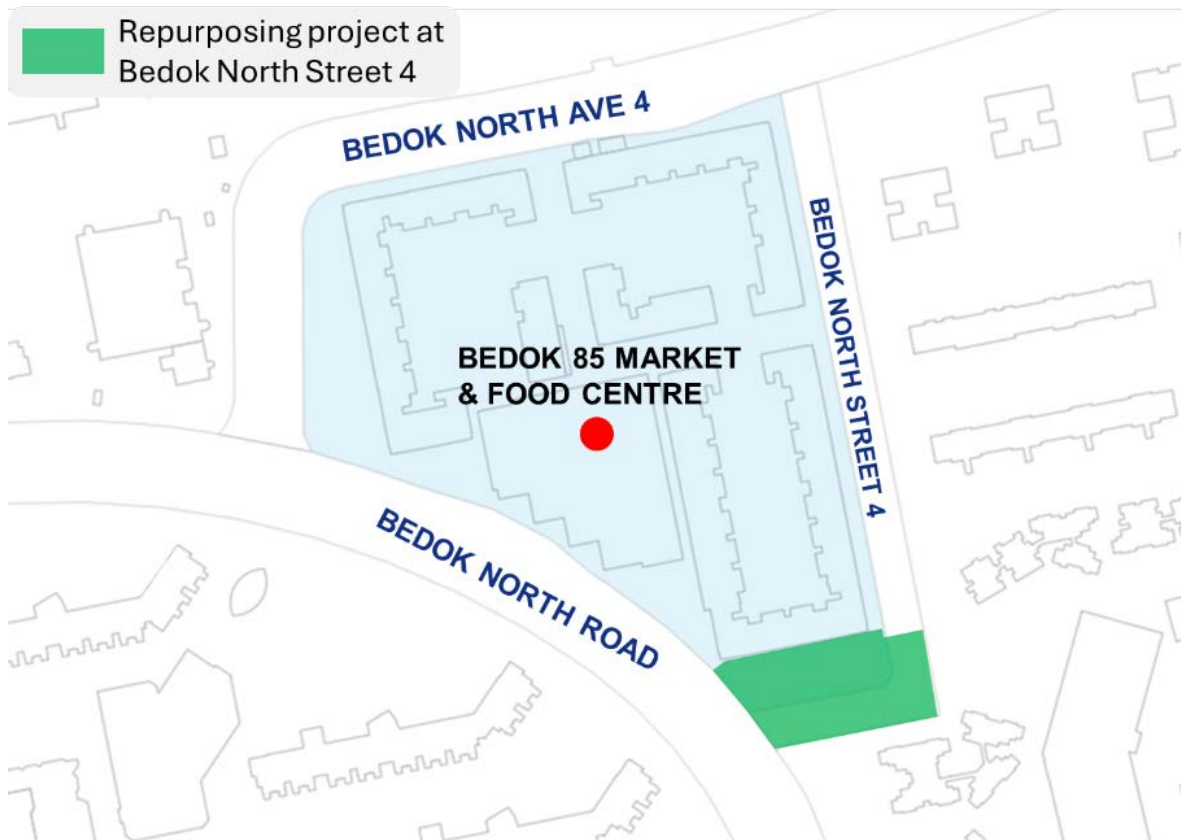 Repurposing project at
Bedok North Street 4
BEDOK NORTH AVE 4
BEDOK NORTH STREET 4
BEDOK 85 MARKET
& FOOD CENTRE
BEDOK NORTH ROAD